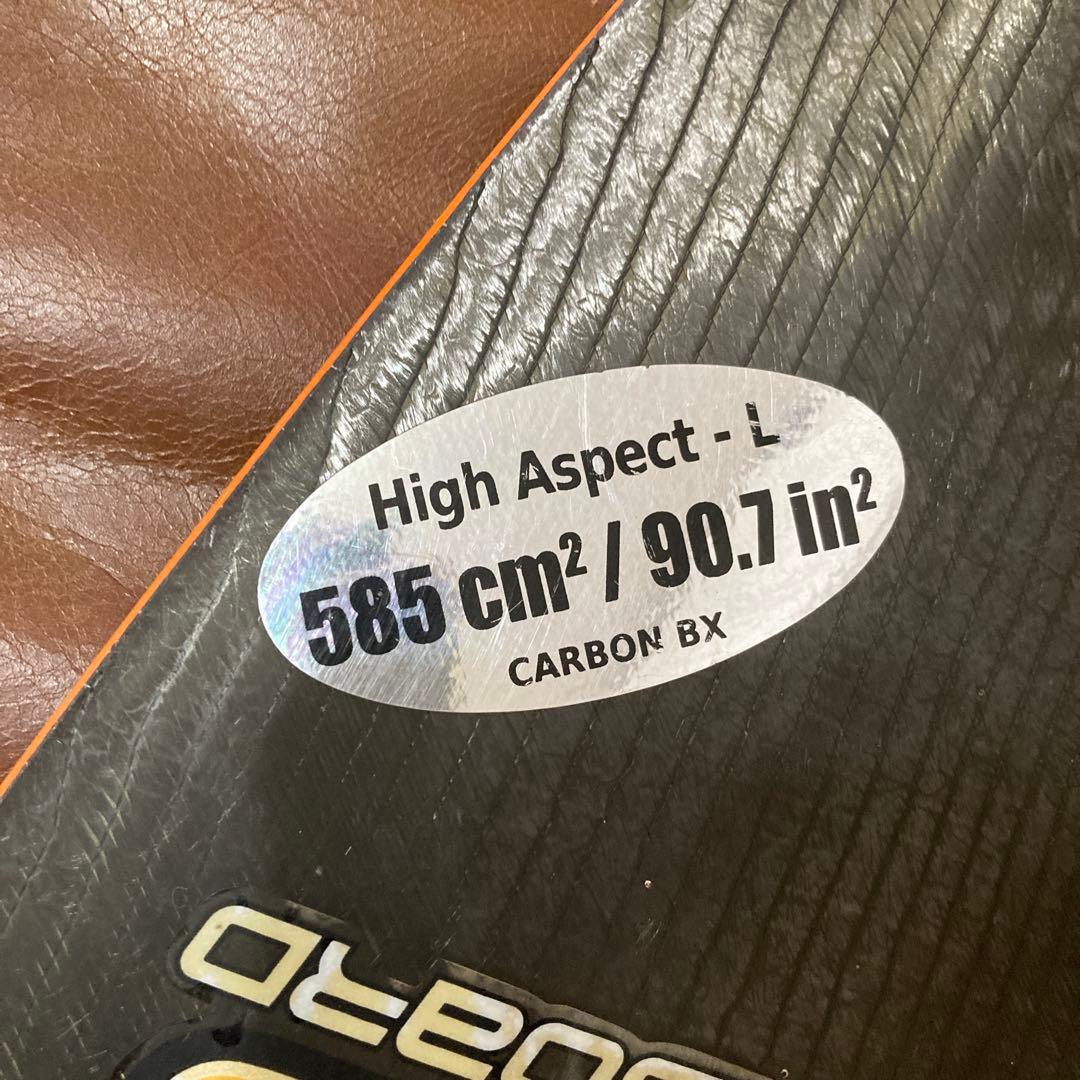 High Aspect - L
585 cm² / 90.7 in²
CARBON BX